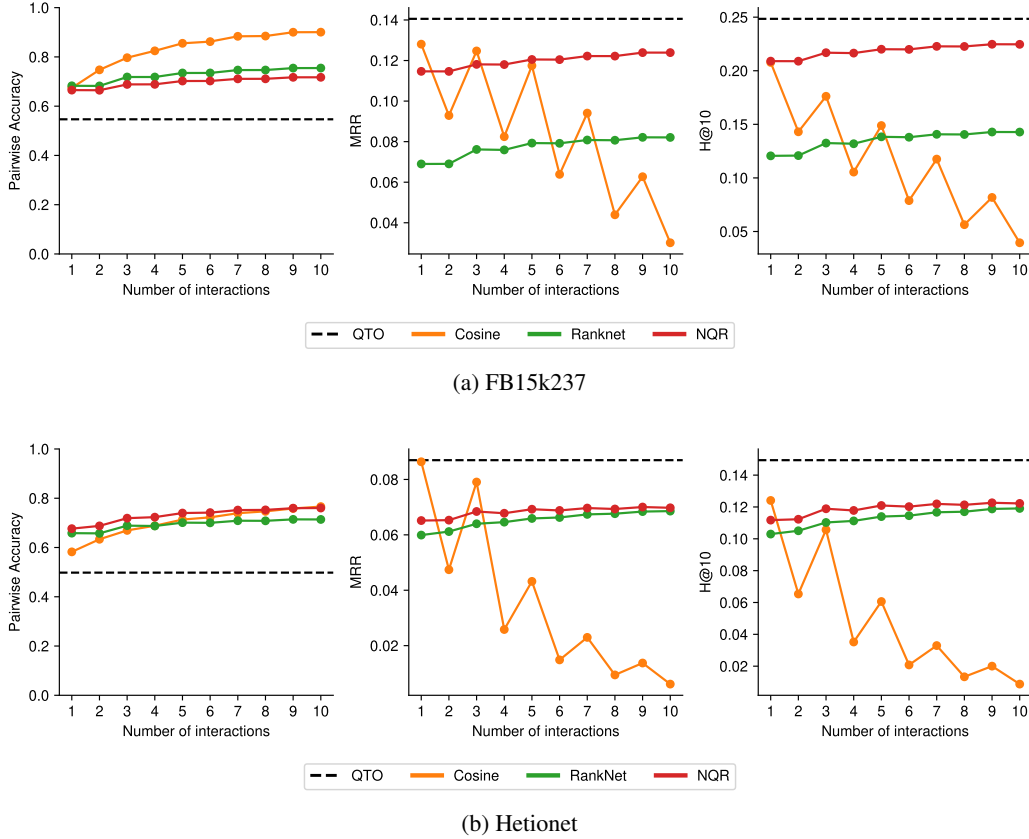 1.0
0.8
0.6
0.4
0.2
0.0
Pairwise Accuracy
1 2 3 4 5 6 7 8 9 10
Number of interactions
0.14
0.12
0.10
0.08
0.06
0.04
MRR
1 2 3 4 5 6 7 8 9 10
Number of interactions
0.25
0.20
0.15
0.10
0.05
H@10
1 2 3 4 5 6 7 8 9 10
Number of interactions
QTO Cosine Ranknet NQR
(a) FB15k237
1.0
0.8
0.6
0.4
0.2
0.0
Pairwise Accuracy
1 2 3 4 5 6 7 8 9 10
Number of interactions
0.08
0.06
0.04
0.02
MRR
1 2 3 4 5 6 7 8 9 10
Number of interactions
0.14
0.12
0.10
0.08
0.06
0.04
0.02
H@10
1 2 3 4 5 6 7 8 9 10
Number of interactions
QTO Cosine RankNet NQR
(b) Hetionet